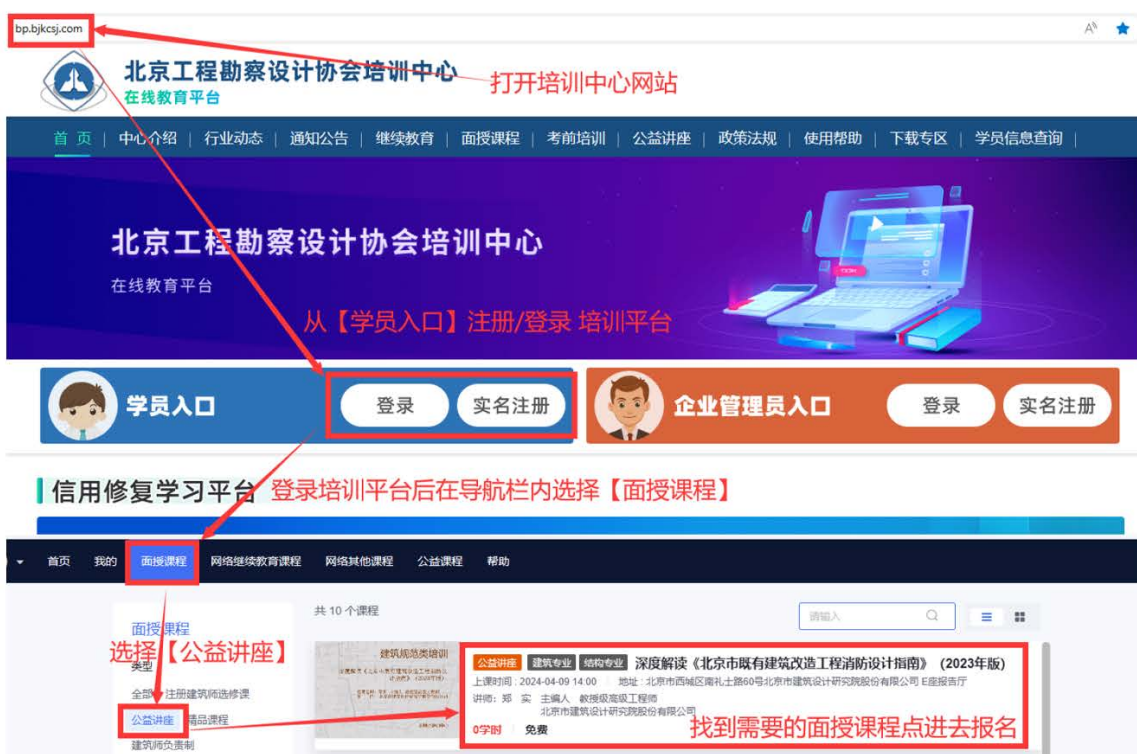 bp.bjkcsj.com
北京工程勘察设计协会培训中心
在线教育平台
打开培训中心网站
首 页 | 中心介绍 | 行业动态 | 通知公告 | 继续教育 | 面授课程 | 考前培训 | 公益讲座 | 政策法规 | 使用帮助 | 下载专区 | 学员信息查询 |
北京工程勘察设计协会培训中心
在线教育平台
从【学员入口】注册/登录 培训平台
学员入口 登录 实名注册 企业管理员入口 登录 实名注册
信用修复学习平台 登录培训平台后在导航栏内选择【面授课程】
首页 我的 面授课程 网络继续教育课程 网络其他课程 公益课程 帮助
共 10 个课程 请输入
面授课程
选择【公益讲座】
类型
全部 注册建筑师选修课
公益讲座 精品课程
建筑师负责制
建筑规范类培训
公益讲座 建筑专业 结构专业 深度解读《北京市既有建筑改造工程消防设计指南》（2023年版）
上课时间：2024-04-09 14:00 地址：北京市西城区南礼士路60号北京市建筑设计研究院股份有限公司 E座报告厅
讲师：郑 实 主编人 教授级高级工程师
北京市建筑设计研究院股份有限公司
0学时 免费
找到需要的面授课程点进去报名